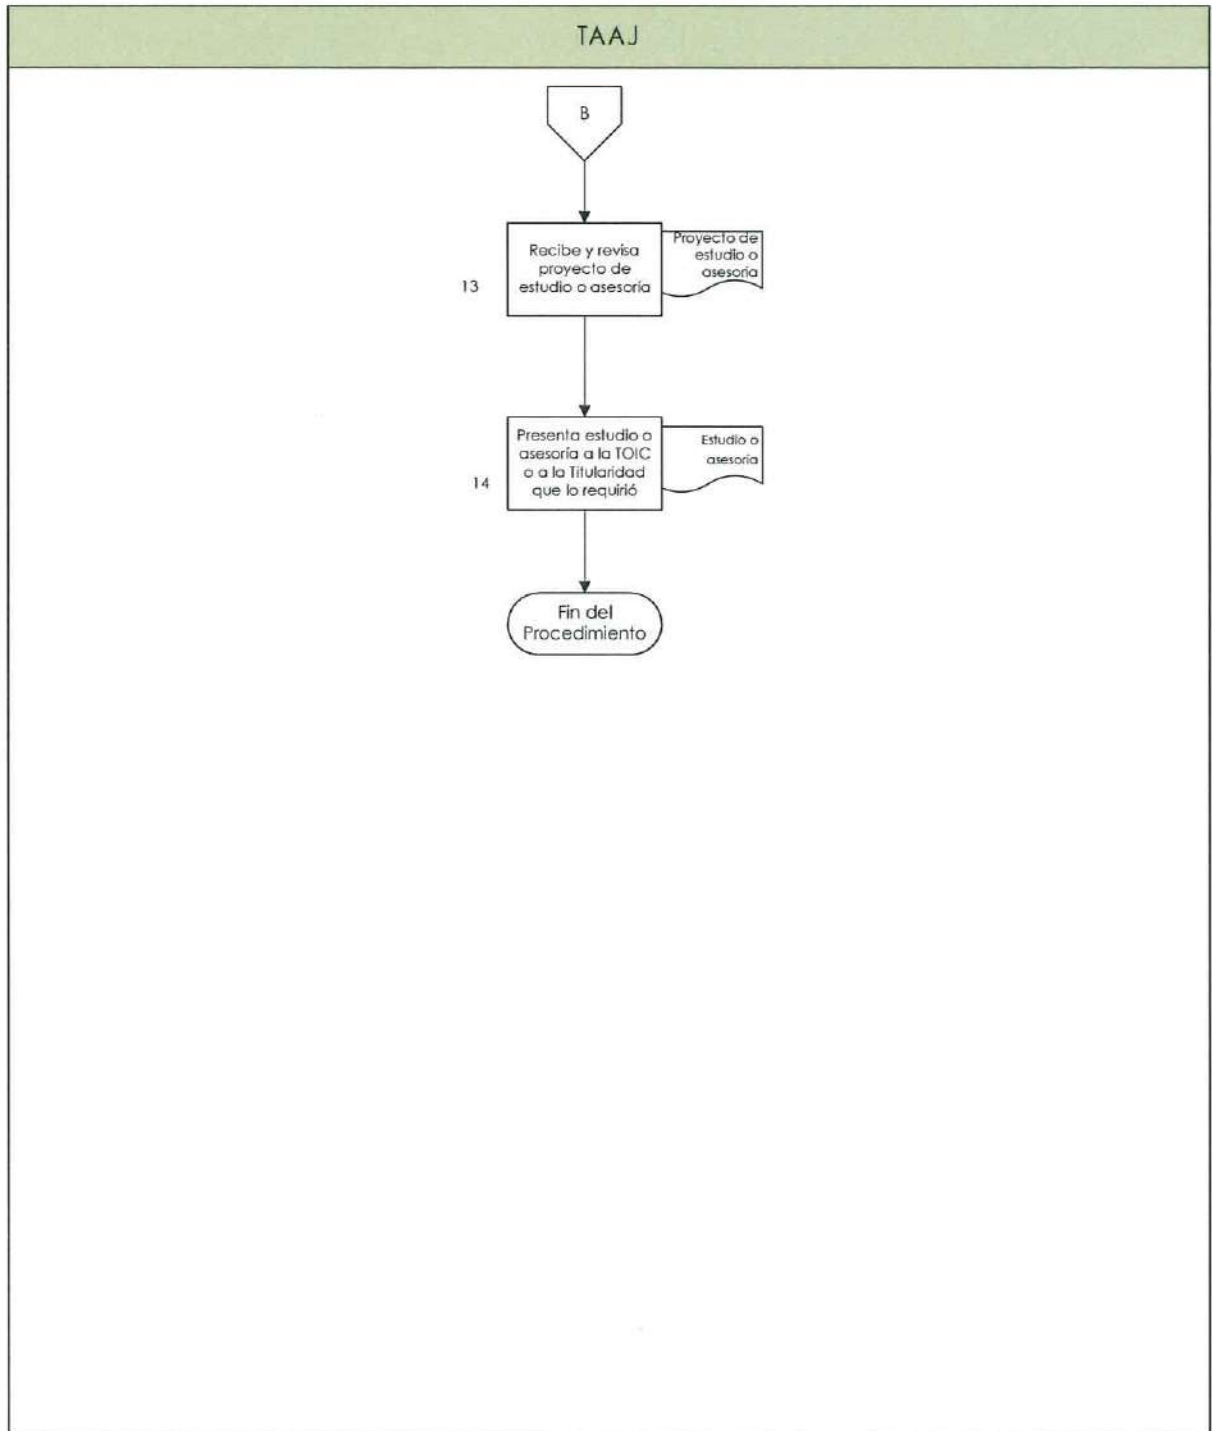 TAAJ
B
Recibe y revisa
proyecto de
estudio o asesoría
Proyecto de
estudio o
asesoría
13
Presenta estudio o
asesoría a la TOIC
o a la Titularidad
que lo requirió
Estudio o
asesoría
14
Fin del
Procedimiento